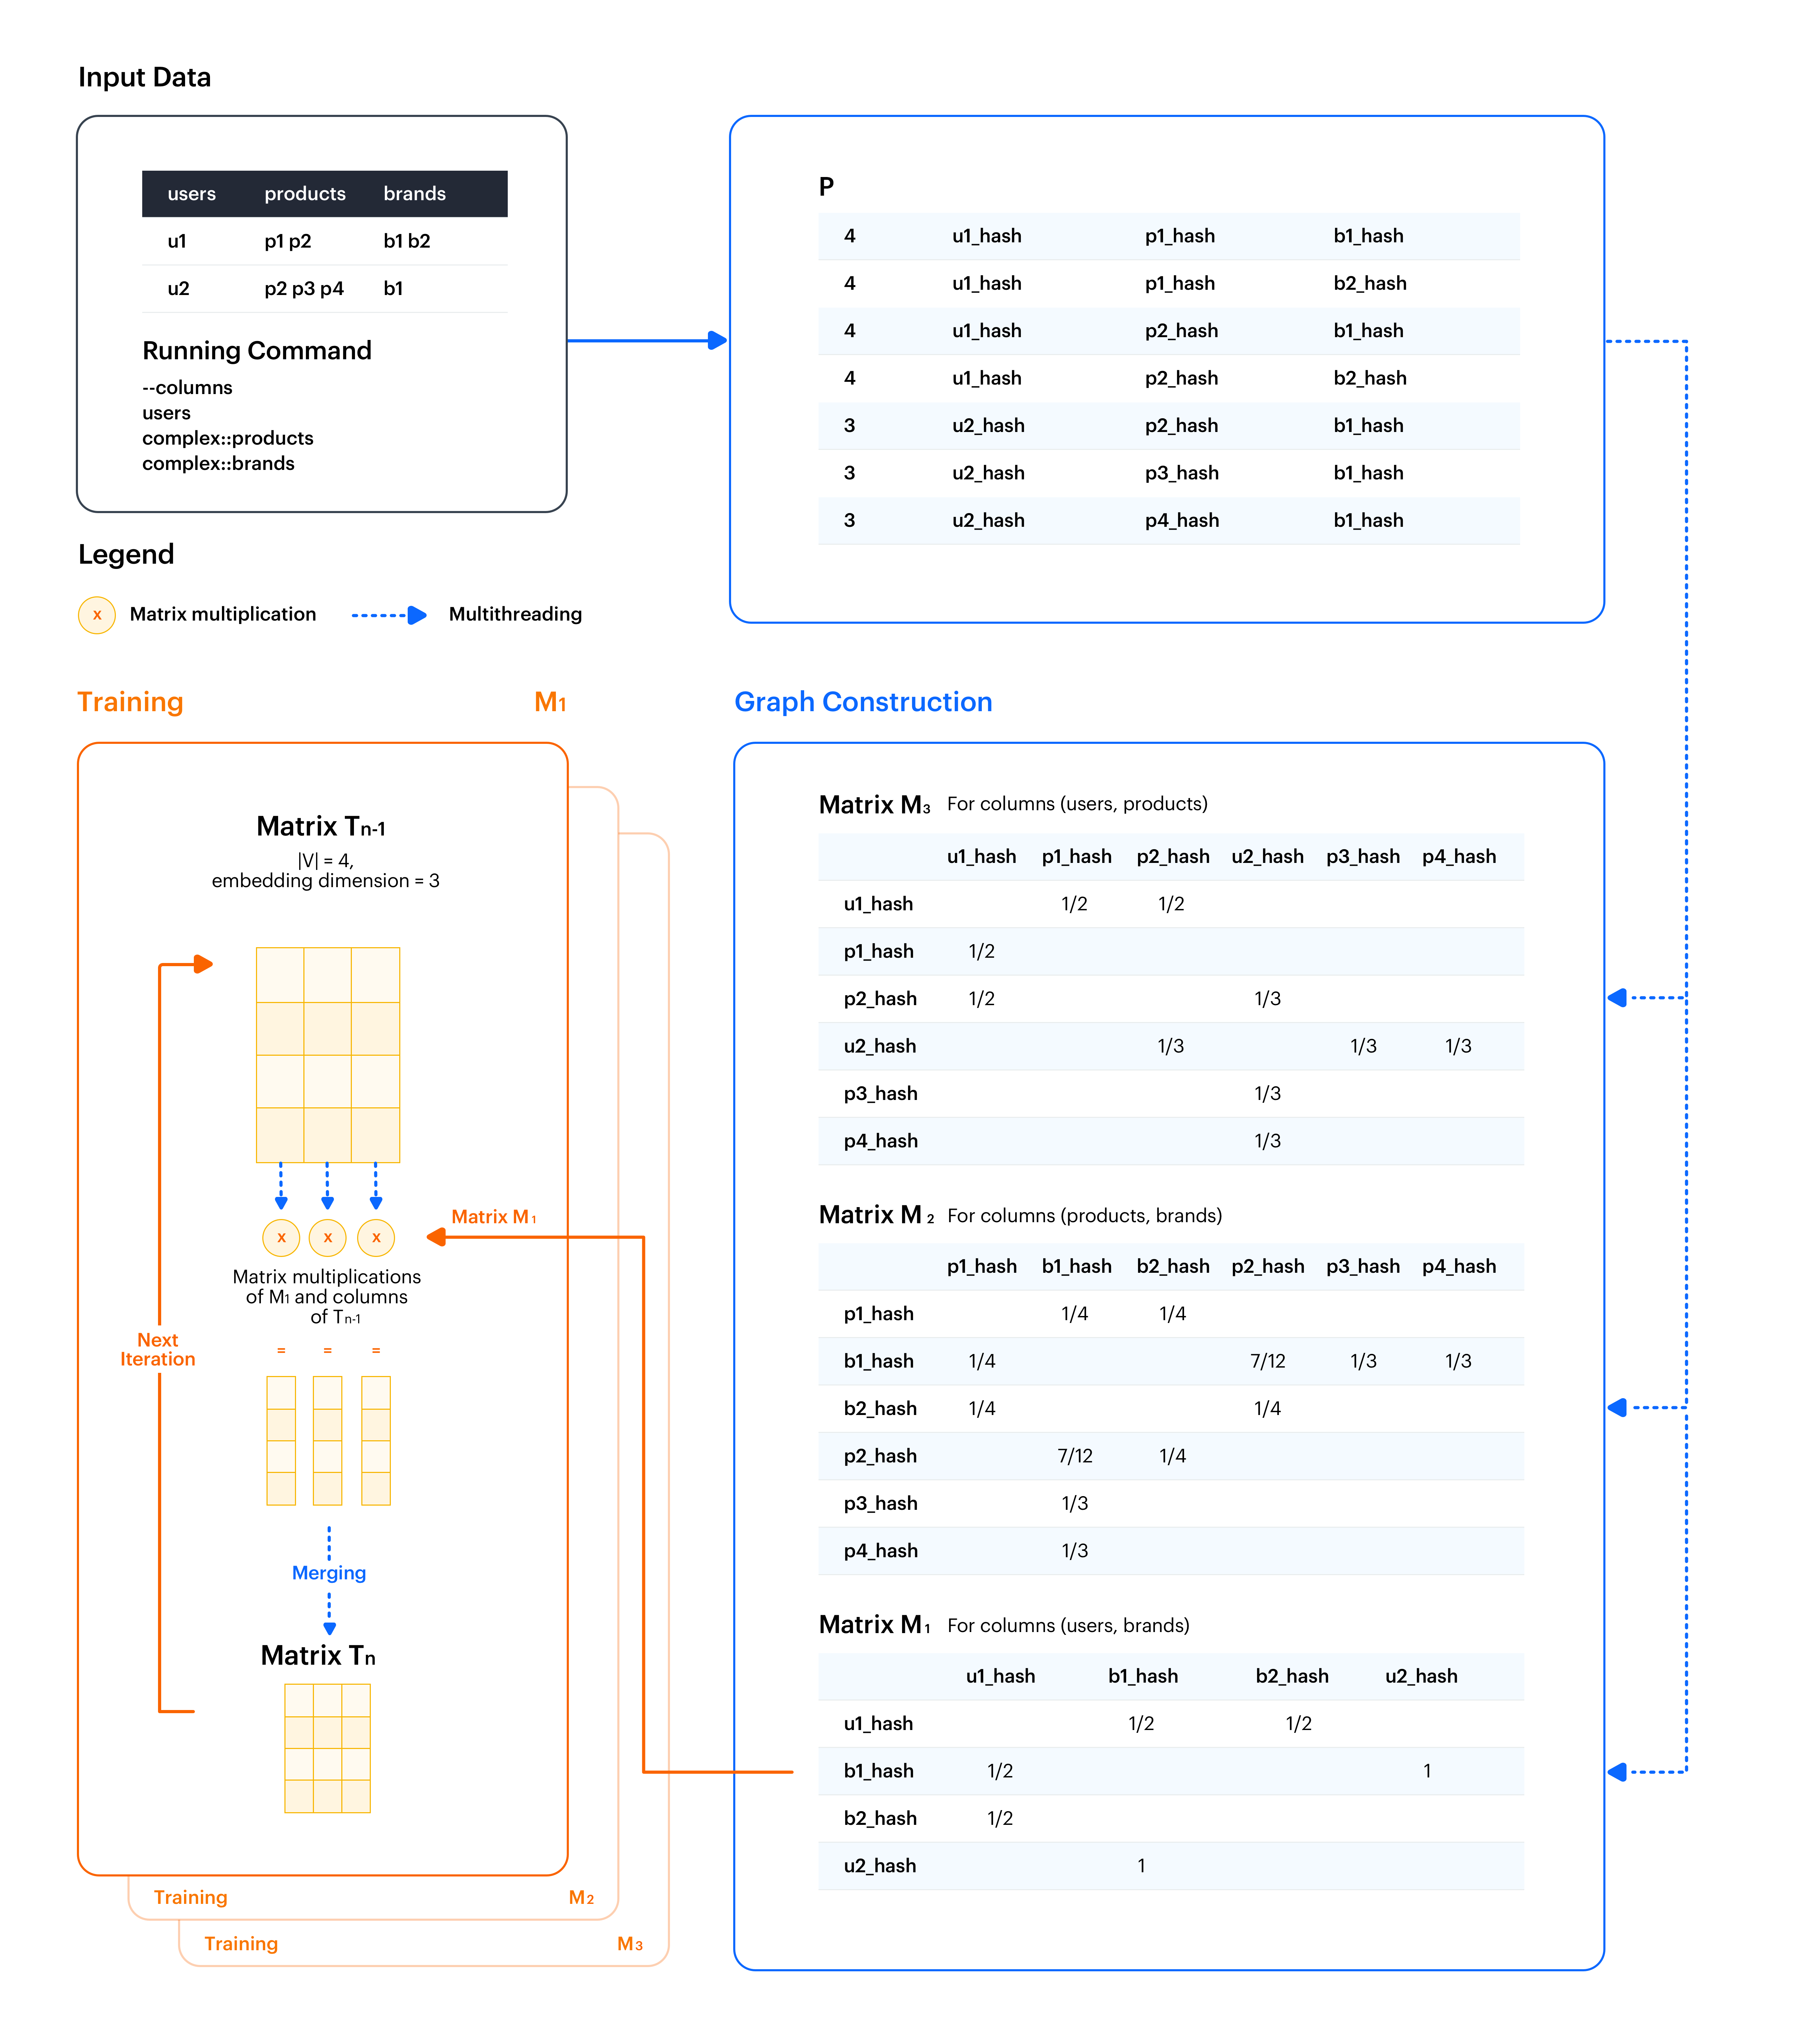 Input Data
users products brands
u1 p1 p2 b1 b2
u2 p2 p3 p4 b1
Running Command
--columns
users
complex::products
complex::brands
P
4 u1_hash p1_hash b1_hash
4 u1_hash p1_hash b2_hash
4 u1_hash p2_hash b1_hash
4 u1_hash p2_hash b2_hash
3 u2_hash p2_hash b1_hash
3 u2_hash p3_hash b1_hash
3 u2_hash p4_hash b1_hash
Legend
x Matrix multiplication Multithreading
Training M1
Matrix Tn-1
|V| = 4,
embedding dimension = 3
x x x
Matrix M1
Matrix multiplications
of M1 and columns
of Tn-1
Next
Iteration
= = =
Merging
Matrix Tn
Training M2
Training M3
Graph Construction
Matrix M3 For columns (users, products)
u1_hash p1_hash p2_hash u2_hash p3_hash p4_hash
u1_hash 1/2 1/2
p1_hash 1/2
p2_hash 1/2 1/3
u2_hash 1/3 1/3 1/3
p3_hash 1/3
p4_hash 1/3
Matrix M2 For columns (products, brands)
p1_hash b1_hash b2_hash p2_hash p3_hash p4_hash
p1_hash 1/4 1/4
b1_hash 1/4 7/12 1/3 1/3
b2_hash 1/4 1/4
p2_hash 7/12 1/4
p3_hash 1/3
p4_hash 1/3
Matrix M1 For columns (users, brands)
u1_hash b1_hash b2_hash u2_hash
u1_hash 1/2 1/2
b1_hash 1/2 1
b2_hash 1/2
u2_hash 1